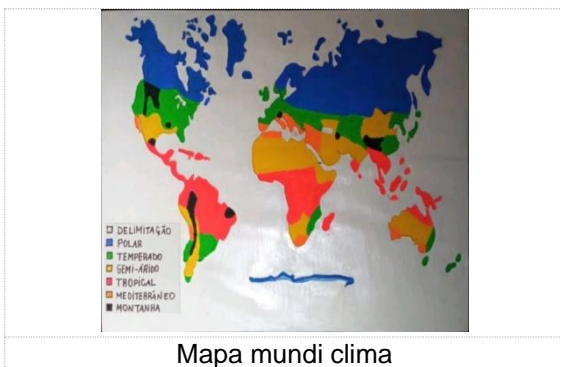 DELIMITAÇÃO
POLAR
TEMPERADO
SEMI-ÁRIDO
TROPICAL
MEDITERRÂNEO
MONTANHA
Mapa mundi clima